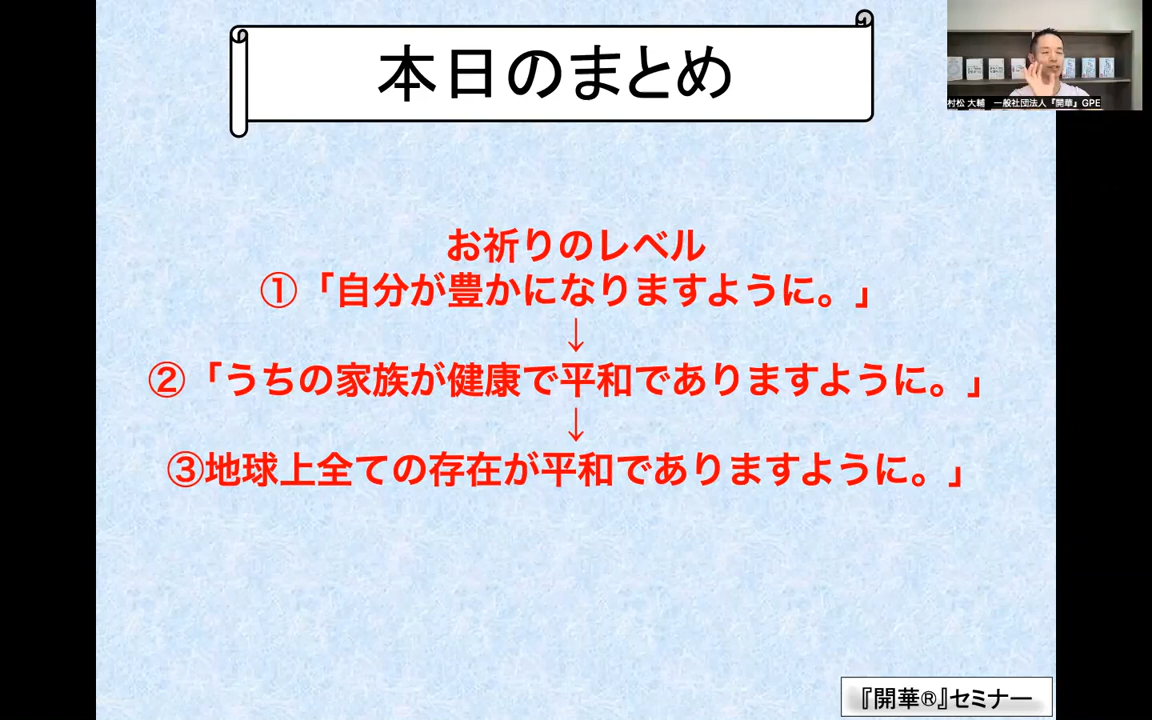 本日のまとめ
村松 大輔 一般社団法人『開華』GPE
お祈りのレベル
①「自分が豊かになりますように。」
↓
②「うちの家族が健康で平和でありますように。」
↓
③地球上全ての存在が平和でありますように。」
『開華®』セミナー